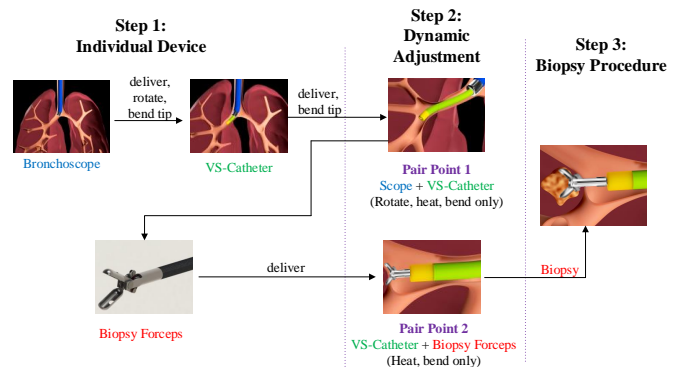 Step 1:
Individual Device
Step 2:
Dynamic
Adjustment
Step 3:
Biopsy Procedure
deliver,
rotate,
bend tip
deliver,
bend tip
Bronchoscope
VS-Catheter
Pair Point 1
Scope + VS-Catheter
(Rotate, heat, bend only)
deliver
Biopsy
Biopsy Forceps
Pair Point 2
VS-Catheter + Biopsy Forceps
(Heat, bend only)